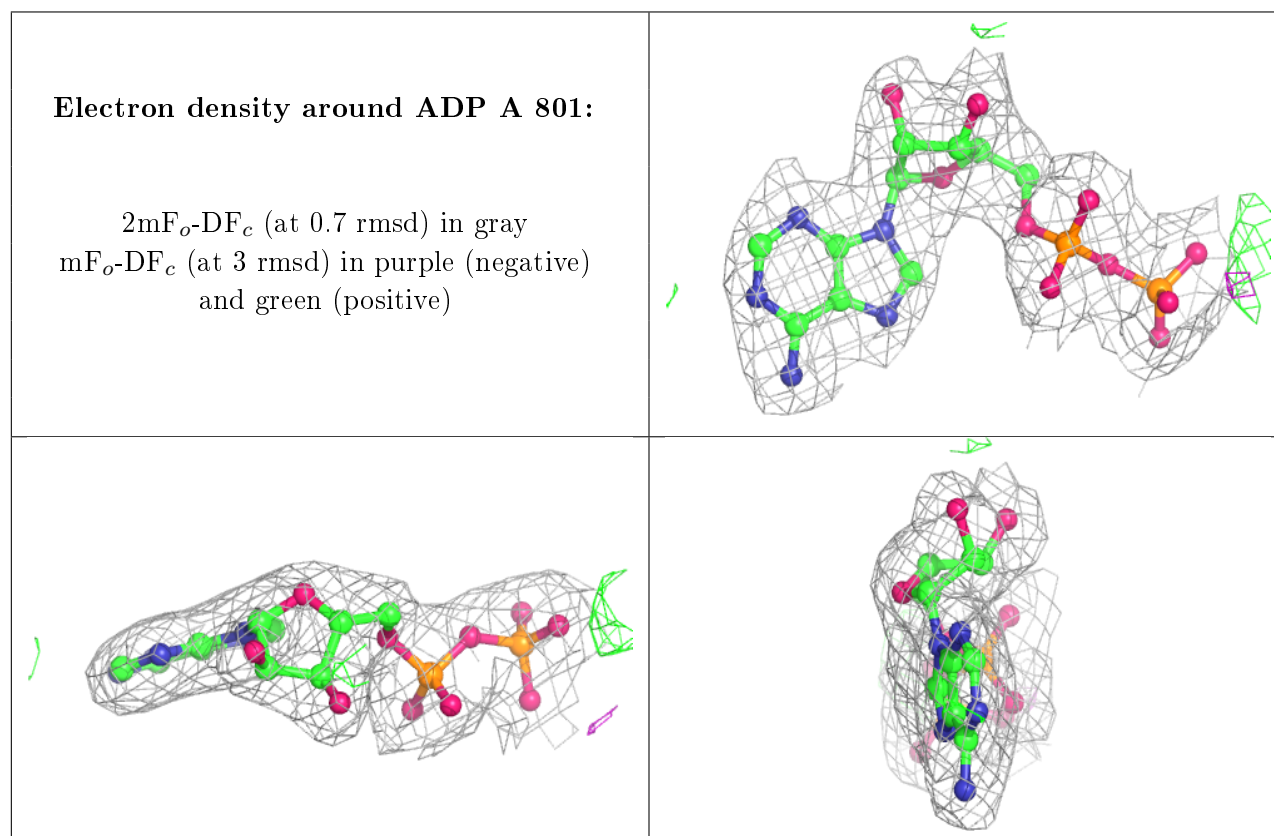 Electron density around ADP A 801:
2mFo-DFc (at 0.7 rmsd) in gray
mFo-DFc (at 3 rmsd) in purple (negative)
and green (positive)